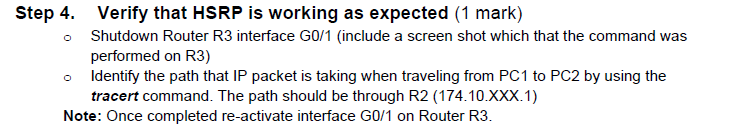 Step 4. Verify that HSRP is working as expected (1 mark)
o Shutdown Router R3 interface G0/1 (include a screen shot which that the command was
performed on R3)
o Identify the path that IP packet is taking when traveling from PC1 to PC2 by using the
tracert command. The path should be through R2 (174.10.XXX.1)
Note: Once completed re-activate interface G0/1 on Router R3.